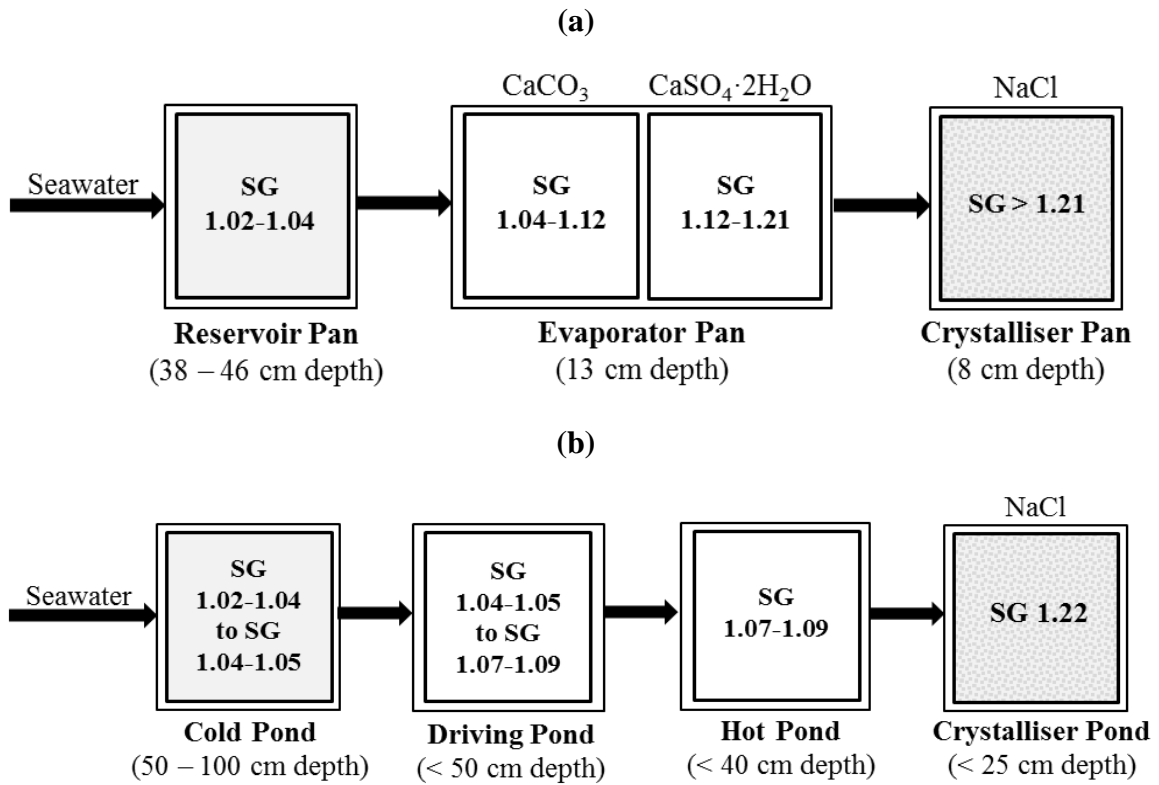 (a)
CaCO₃ CaSO₄·2H₂O NaCl
Seawater
SG
1.02-1.04
SG
1.04-1.12
SG
1.12-1.21
SG > 1.21
Reservoir Pan
(38 – 46 cm depth)
Evaporator Pan
(13 cm depth)
Crystalliser Pan
(8 cm depth)
(b)
NaCl
Seawater
SG
1.02-1.04
to SG
1.04-1.05
SG
1.04-1.05
to SG
1.07-1.09
SG
1.07-1.09
SG 1.22
Cold Pond
(50 – 100 cm depth)
Driving Pond
(< 50 cm depth)
Hot Pond
(< 40 cm depth)
Crystalliser Pond
(< 25 cm depth)